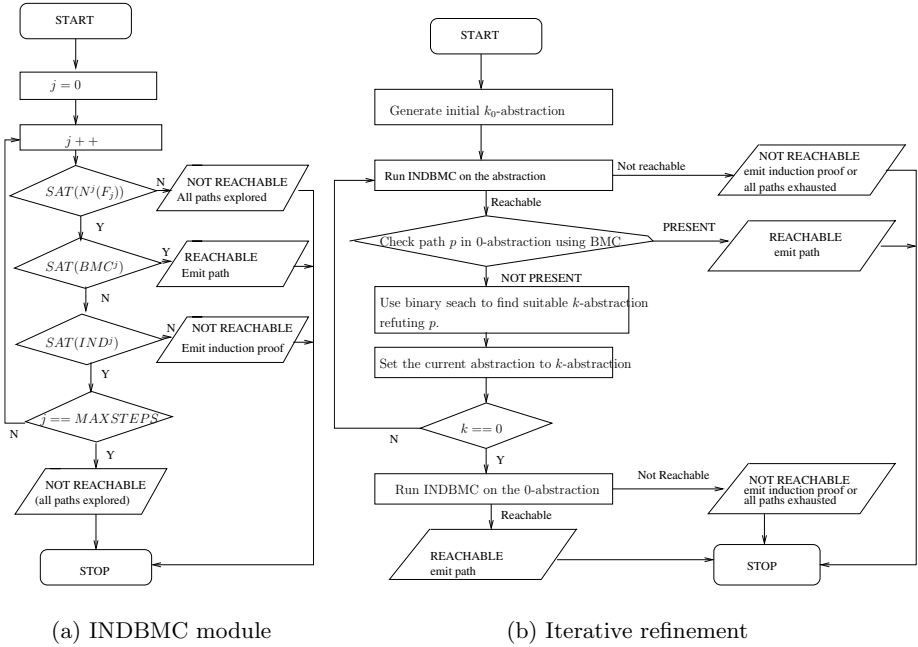 START
j = 0
j ++
SAT(N^j(F_j))
N
NOT REACHABLE
All paths explored
Y
SAT(BMC^j)
Y
REACHABLE
Emit path
N
SAT(IND^j)
N
NOT REACHABLE
Emit induction proof
Y
j == MAXSTEPS
N
Y
NOT REACHABLE
(all paths explored)
STOP
(a) INDBMC module
START
Generate initial k_0-abstraction
Run INDBMC on the abstraction
Not reachable
NOT REACHABLE
emit induction proof or
all paths exhausted
Reachable
Check path p in 0-abstraction using BMC
PRESENT
REACHABLE
emit path
NOT PRESENT
Use binary seach to find suitable k-abstraction
refuting p.
Set the current abstraction to k-abstraction
k == 0
N
Y
Run INDBMC on the 0-abstraction
Not Reachable
NOT REACHABLE
emit induction proof or
all paths exhausted
Reachable
REACHABLE
emit path
STOP
(b) Iterative refinement